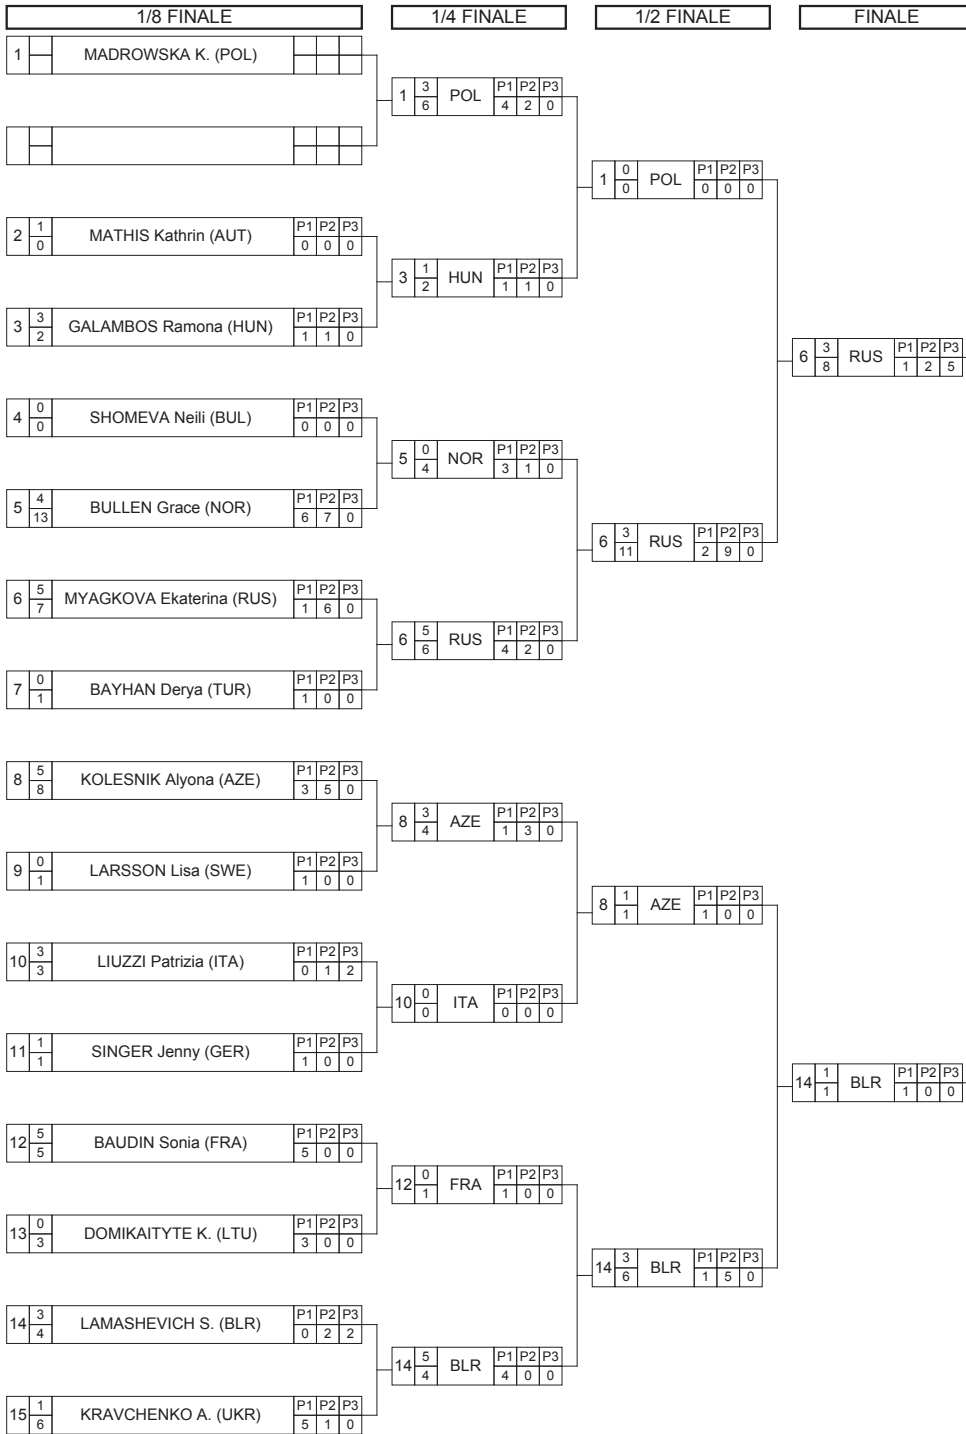 1/8 FINALE 1/4 FINALE 1/2 FINALE FINALE
1 MADROWSKA K. (POL)
1 3 6 POL P1 P2 P3 4 2 0
1 0 0 POL P1 P2 P3 0 0 0
2 1 0 MATHIS Kathrin (AUT) P1 P2 P3 0 0 0
3 1 2 HUN P1 P2 P3 1 1 0
3 3 2 GALAMBOS Ramona (HUN) P1 P2 P3 1 1 0
6 3 8 RUS P1 P2 P3 1 2 5
4 0 0 SHOMEVA Neili (BUL) P1 P2 P3 0 0 0
5 0 4 NOR P1 P2 P3 3 1 0
5 4 13 BULLEN Grace (NOR) P1 P2 P3 6 7 0
6 3 11 RUS P1 P2 P3 2 9 0
6 5 7 MYAGKOVA Ekaterina (RUS) P1 P2 P3 1 6 0
6 5 6 RUS P1 P2 P3 4 2 0
7 0 1 BAYHAN Derya (TUR) P1 P2 P3 1 0 0
8 5 8 KOLESNIK Alyona (AZE) P1 P2 P3 3 5 0
8 3 4 AZE P1 P2 P3 1 3 0
9 0 1 LARSSON Lisa (SWE) P1 P2 P3 1 0 0
8 1 1 AZE P1 P2 P3 1 0 0
10 3 3 LIUZZI Patrizia (ITA) P1 P2 P3 0 1 2
10 0 0 ITA P1 P2 P3 0 0 0
11 1 1 SINGER Jenny (GER) P1 P2 P3 1 0 0
14 1 1 BLR P1 P2 P3 1 0 0
12 5 5 BAUDIN Sonia (FRA) P1 P2 P3 5 0 0
12 0 1 FRA P1 P2 P3 1 0 0
13 0 3 DOMIKAITYTE K. (LTU) P1 P2 P3 3 0 0
14 3 6 BLR P1 P2 P3 1 5 0
14 3 4 LAMASHEVICH S. (BLR) P1 P2 P3 0 2 2
14 5 4 BLR P1 P2 P3 4 0 0
15 1 6 KRAVCHENKO A. (UKR) P1 P2 P3 5 1 0